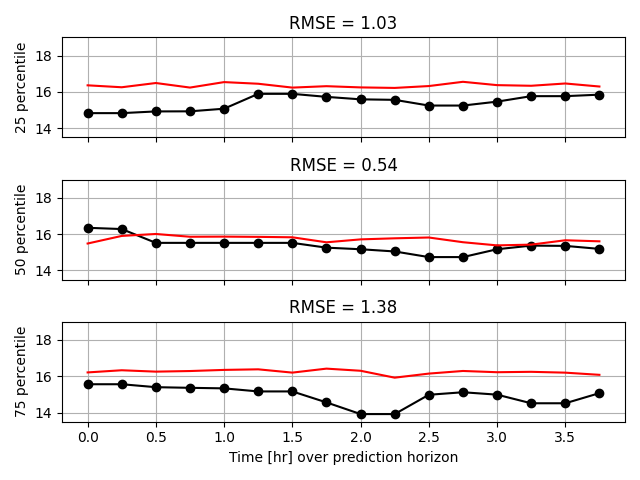 RMSE = 1.03
25 percentile
18
16
14
RMSE = 0.54
50 percentile
18
16
14
RMSE = 1.38
75 percentile
18
16
14
0.0 0.5 1.0 1.5 2.0 2.5 3.0 3.5
Time [hr] over prediction horizon